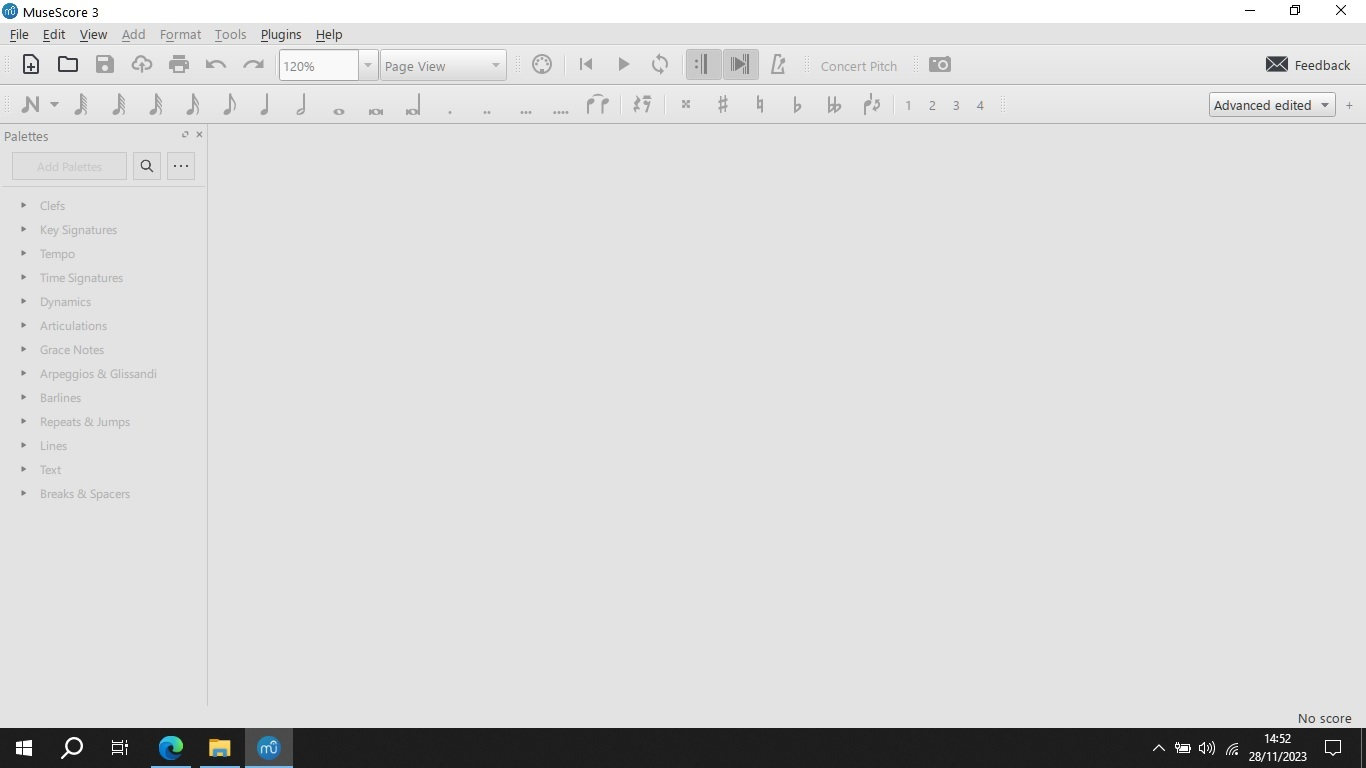 MuseScore 3
File Edit View Add Format Tools Plugins Help
120% Page View Concert Pitch Feedback
1 2 3 4 Advanced edited +
Palettes
Add Palettes
Clefs
Key Signatures
Tempo
Time Signatures
Dynamics
Articulations
Grace Notes
Arpeggios & Glissandi
Barlines
Repeats & Jumps
Lines
Text
Breaks & Spacers
No score
14:52
28/11/2023